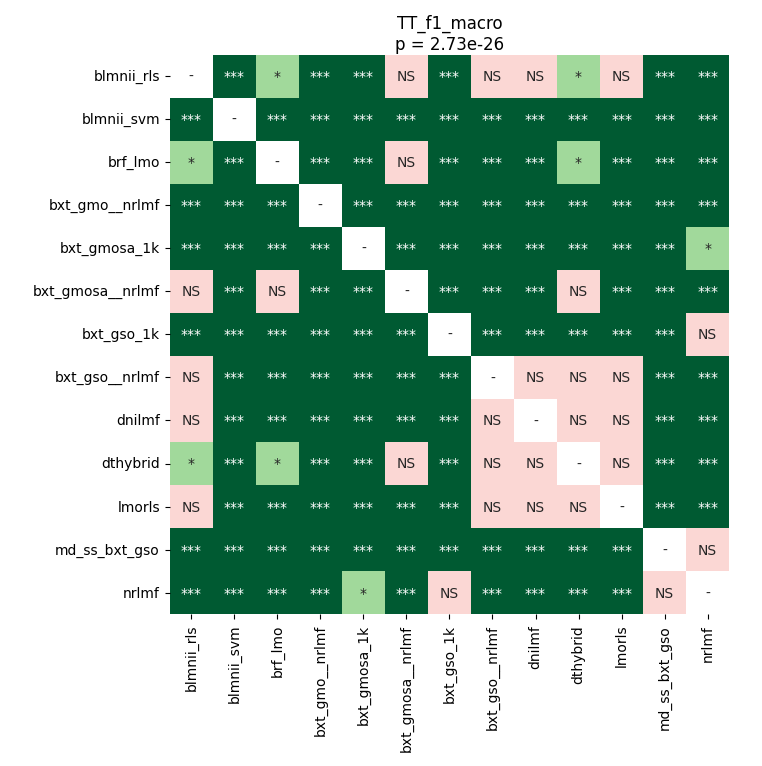 TT_f1_macro
p = 2.73e-26
blmnii_rls - *** * *** *** NS *** NS NS * NS *** ***
blmnii_svm *** - *** *** *** *** *** *** *** *** *** *** ***
brf_lmo * *** - *** *** NS *** *** *** * *** *** ***
bxt_gmo__nrlmf *** *** *** - *** *** *** *** *** *** *** *** ***
bxt_gmosa_1k *** *** *** *** - *** *** *** *** *** *** *** *
bxt_gmosa__nrlmf NS *** NS *** *** - *** *** *** NS *** *** ***
bxt_gso_1k *** *** *** *** *** *** - *** *** *** *** *** NS
bxt_gso__nrlmf NS *** *** *** *** *** *** - NS NS NS *** ***
dnilmf NS *** *** *** *** *** *** NS - NS NS *** ***
dthybrid * *** * *** *** NS *** NS NS - NS *** ***
lmorls NS *** *** *** *** *** *** NS NS NS - *** ***
md_ss_bxt_gso *** *** *** *** *** *** *** *** *** *** *** - NS
nrlmf *** *** *** *** * *** NS *** *** *** *** NS -
blmnii_rls
blmnii_svm
brf_lmo
bxt_gmo__nrlmf
bxt_gmosa_1k
bxt_gmosa__nrlmf
bxt_gso_1k
bxt_gso__nrlmf
dnilmf
dthybrid
lmorls
md_ss_bxt_gso
nrlmf